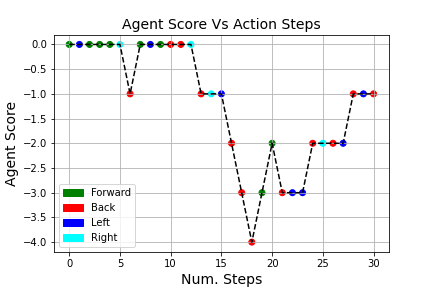 Agent Score Vs Action Steps
0.0
−0.5
−1.0
−1.5
−2.0
−2.5
−3.0
−3.5
−4.0
Agent Score
Forward
Back
Left
Right
0 5 10 15 20 25 30
Num. Steps